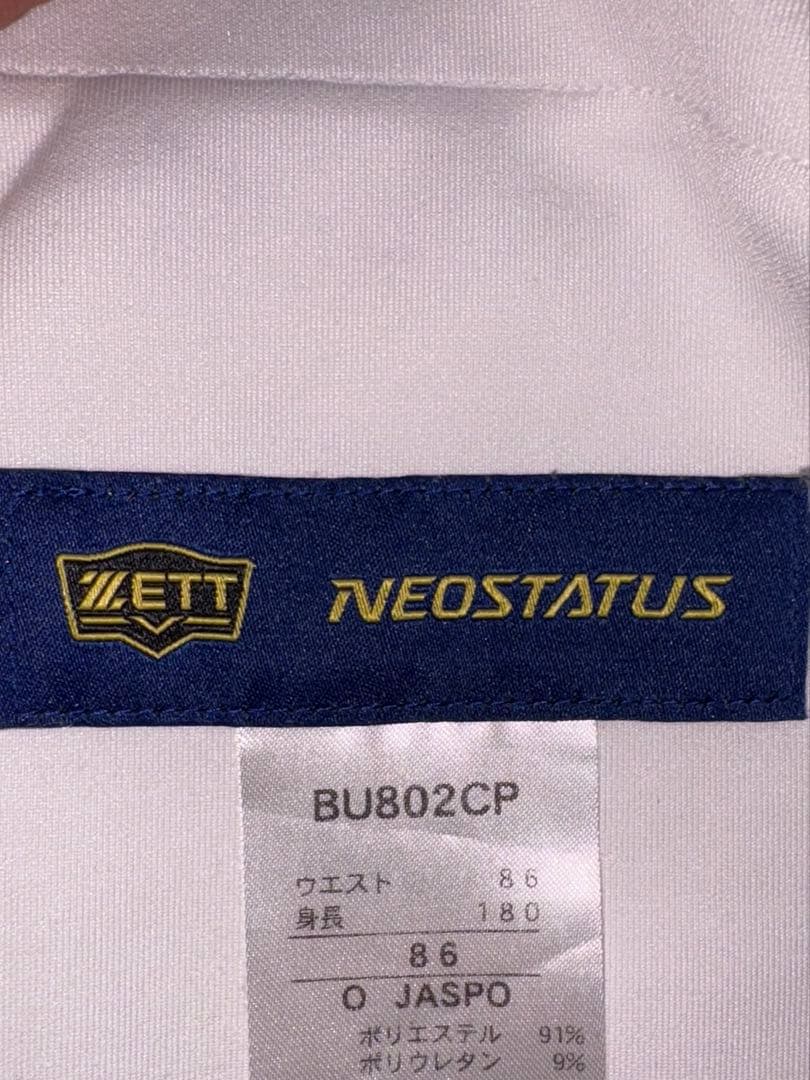 ZETT NEOSTATUS
BU802CP
ウエスト 86
身長 180
86
O JASPO
ポリエステル 91%
ポリウレタン 9%